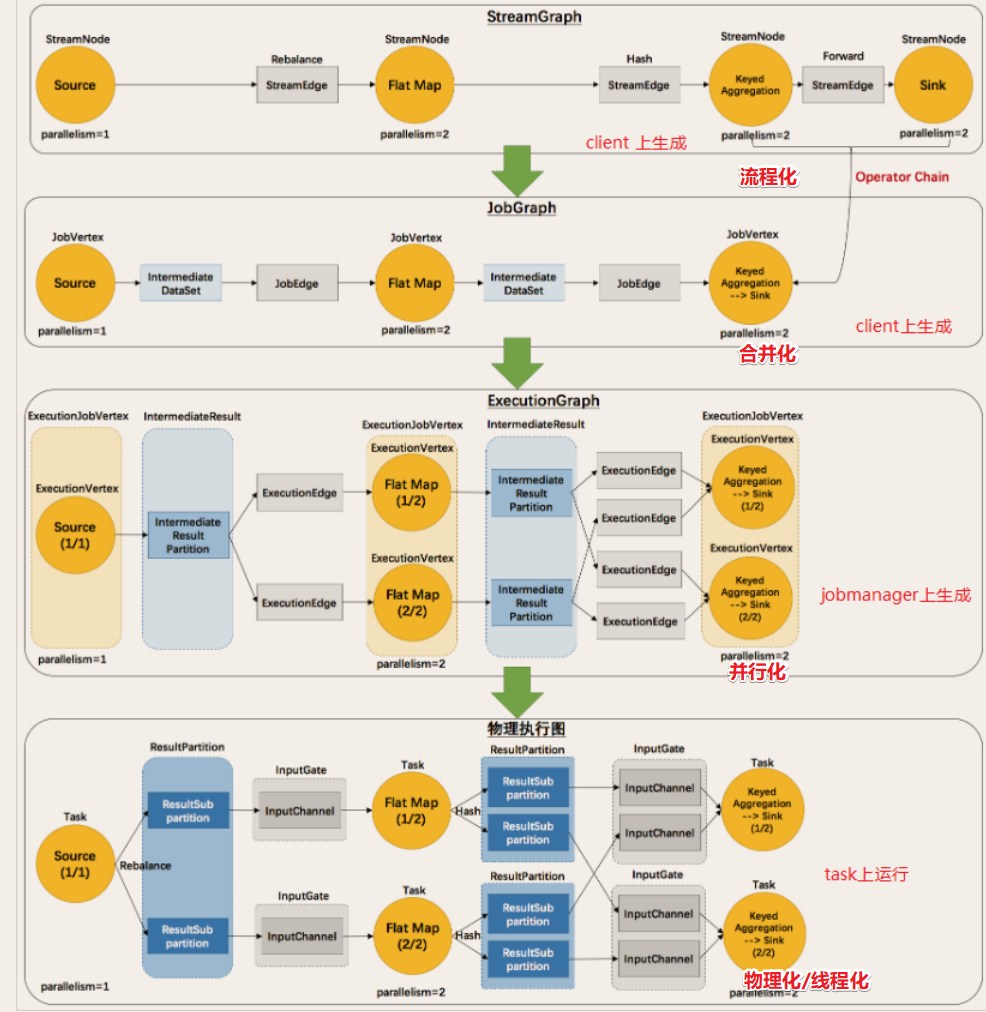 StreamGraph
StreamNode
Source
parallelism=1
Rebalance
StreamEdge
StreamNode
Flat Map
parallelism=2
Hash
StreamEdge
StreamNode
Keyed
Aggregation
parallelism=2
Forward
StreamEdge
StreamNode
Sink
parallelism=2
client 上生成
流程化
Operator Chain
JobGraph
JobVertex
Source
parallelism=1
Intermediate
DataSet
JobEdge
JobVertex
Flat Map
parallelism=2
Intermediate
DataSet
JobEdge
JobVertex
Keyed
Aggregation
--> Sink
parallelism=2
client上生成
合并化
ExecutionGraph
ExecutionJobVertex
ExecutionVertex
Source
(1/1)
parallelism=1
IntermediateResult
Intermediate
Result
Partition
ExecutionEdge
ExecutionEdge
ExecutionJobVertex
ExecutionVertex
Flat Map
(1/2)
ExecutionVertex
Flat Map
(2/2)
parallelism=2
IntermediateResult
Intermediate
Result
Partition
Intermediate
Result
Partition
ExecutionEdge
ExecutionEdge
ExecutionEdge
ExecutionEdge
ExecutionJobVertex
ExecutionVertex
Keyed
Aggregation
--> Sink
(1/2)
ExecutionVertex
Keyed
Aggregation
--> Sink
(2/2)
parallelism=2
jobmanager上生成
并行化
物理执行图
Task
Source
(1/1)
parallelism=1
Rebalance
ResultPartition
ResultSub
partition
ResultSub
partition
InputGate
InputChannel
InputGate
InputChannel
Task
Flat Map
(1/2)
Hash
Task
Flat Map
(2/2)
Hash
parallelism=2
ResultPartition
ResultSub
partition
ResultSub
partition
ResultPartition
ResultSub
partition
ResultSub
partition
InputGate
InputChannel
InputChannel
InputGate
InputChannel
InputChannel
Task
Keyed
Aggregation
--> Sink
(1/2)
Task
Keyed
Aggregation
--> Sink
(2/2)
parallelism=2
task上运行
物理化/线程化